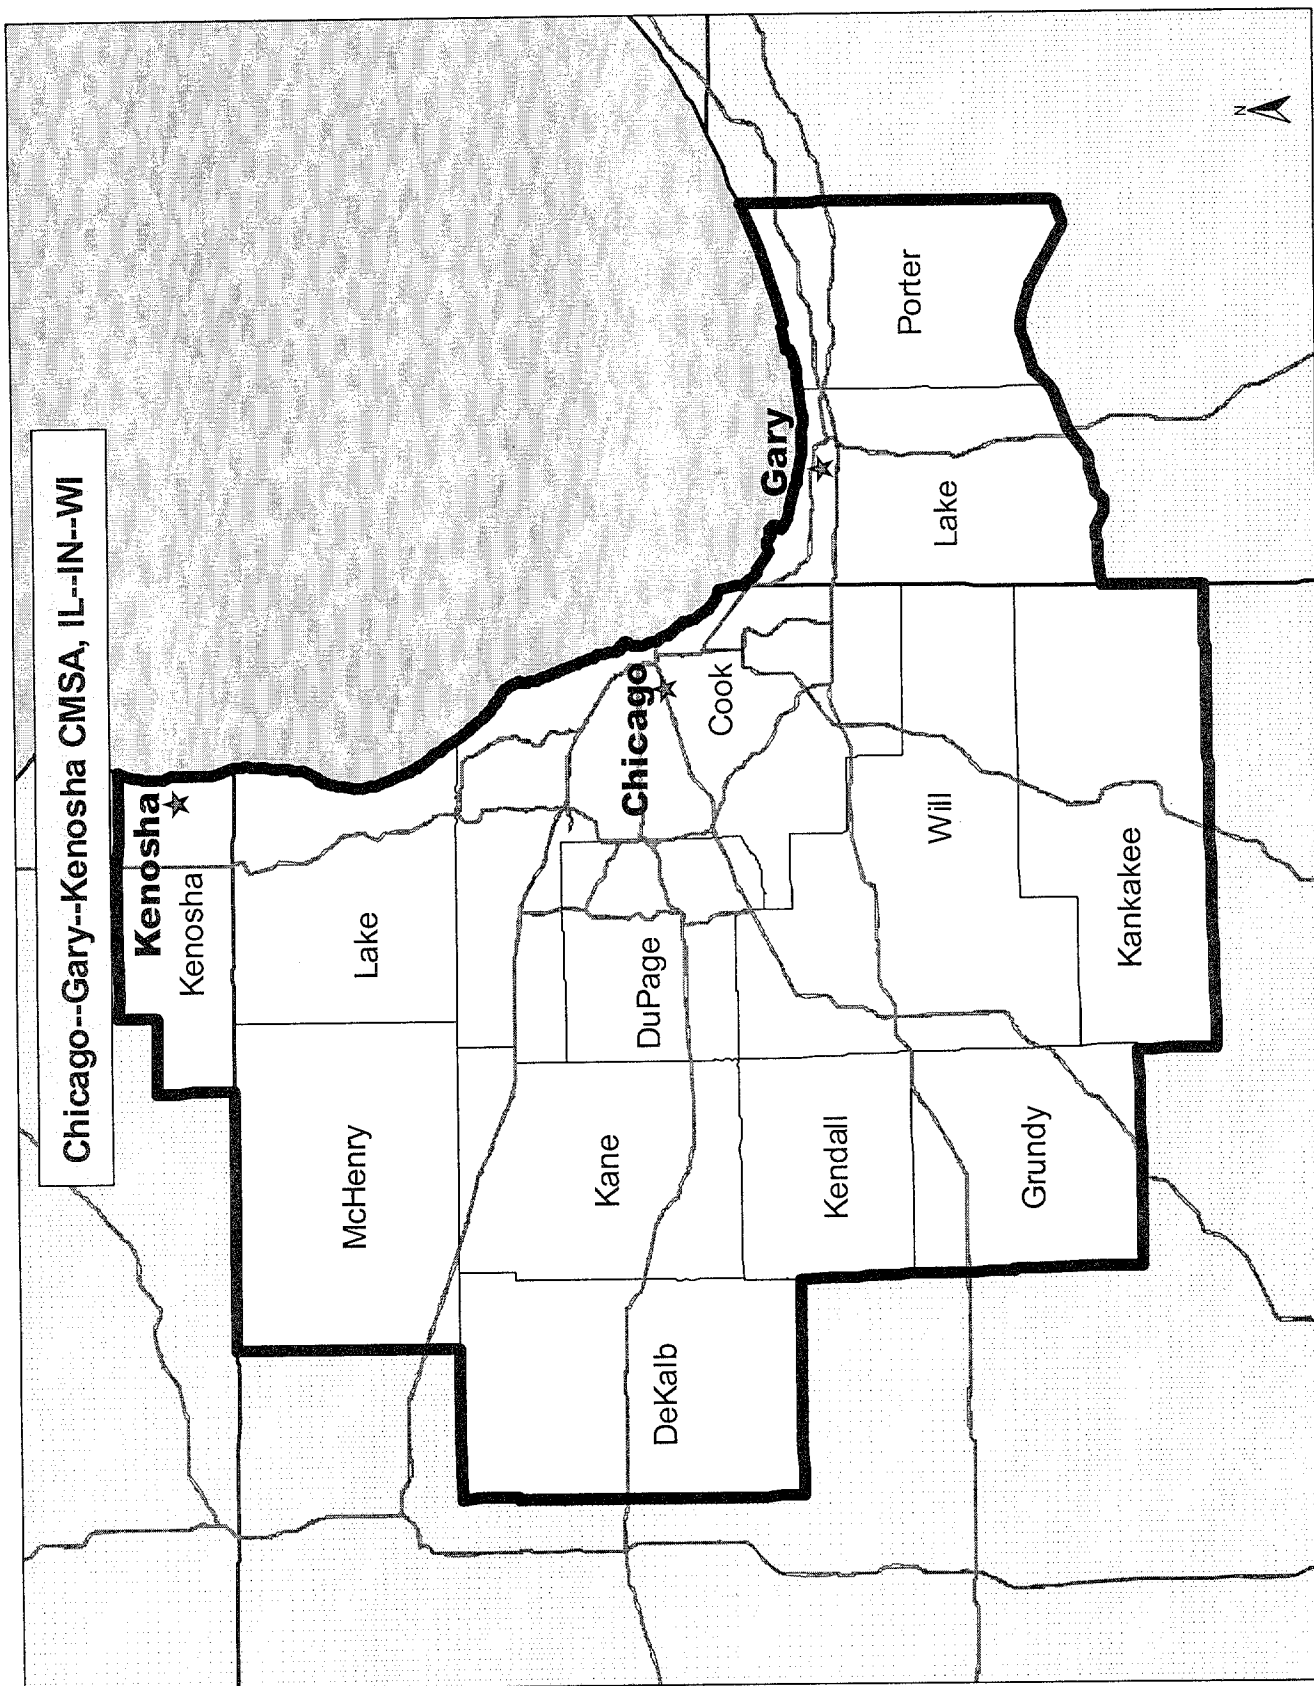 Chicago--Gary--Kenosha CMSA, IL--IN--WI
Kenosha
Kenosha
McHenry
Lake
DeKalb
Kane
DuPage
Chicago
Cook
Gary
Kendall
Will
Lake
Porter
Grundy
Kankakee
N